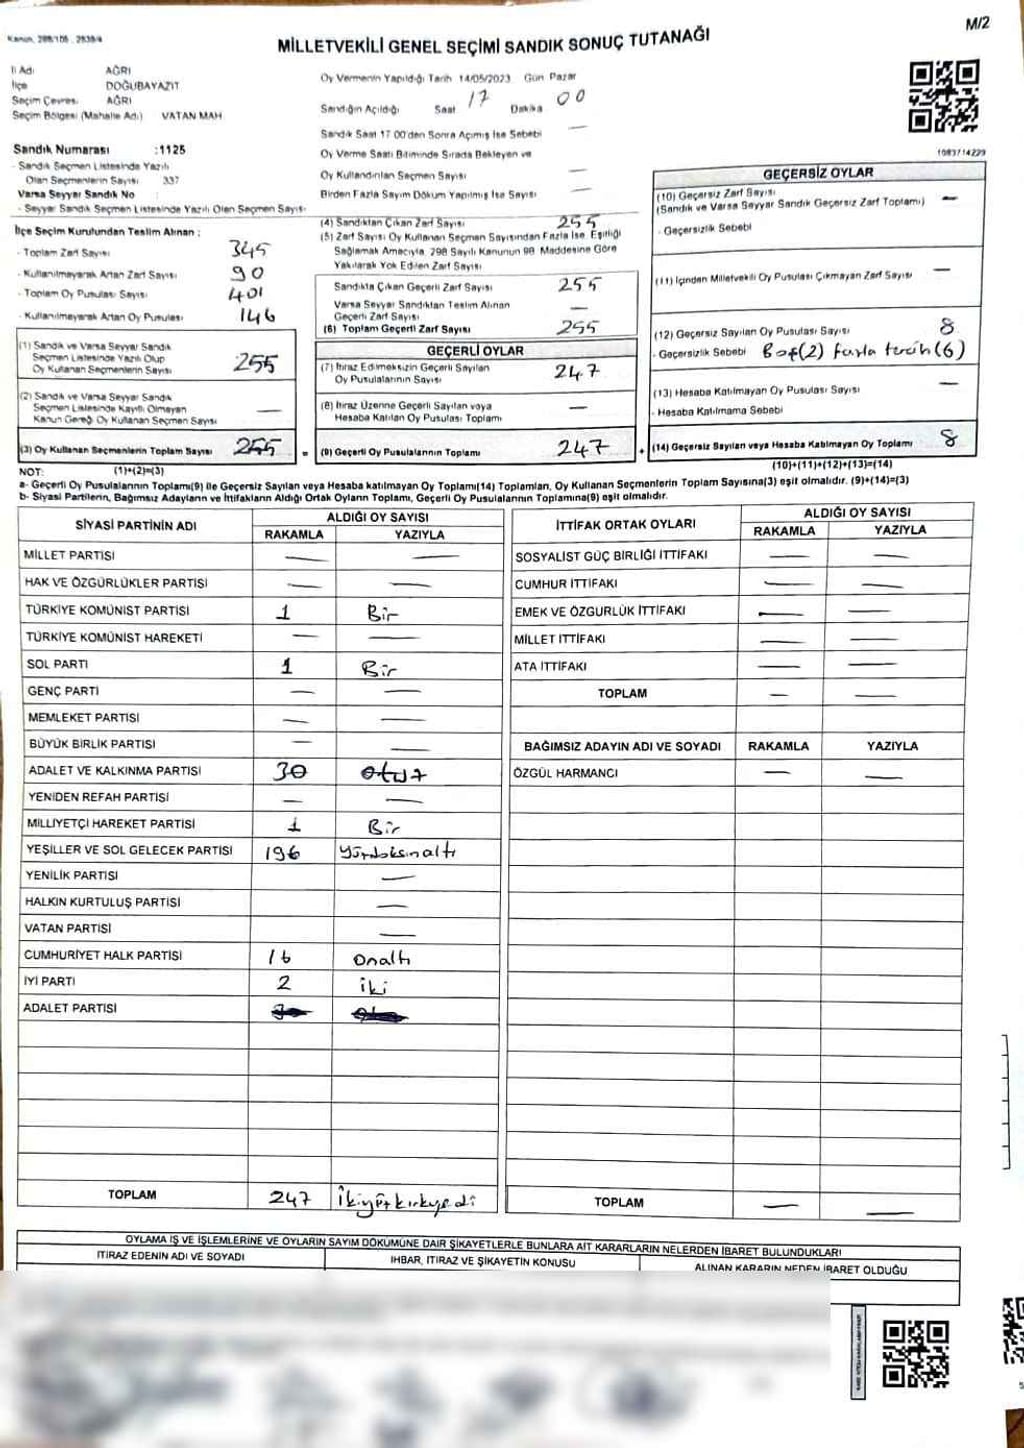 M/2
Kanun, 298/105 , 2839/4
MİLLETVEKİLİ GENEL SEÇİMİ SANDIK SONUÇ TUTANAĞI
İl Adı AĞRI
İlçe DOĞUBAYAZIT
Seçim Çevresi AĞRI
Seçim Bölgesi (Mahalle Adı) VATAN MAH.
Sandık Numarası :1125
- Sandık Seçmen Listesinde Yazılı
Olan Seçmenlerin Sayısı 337
Varsa Seyyar Sandık No :
- Seyyar Sandık Seçmen Listesinde Yazılı Olan Seçmen Sayısı
İlçe Seçim Kurulundan Teslim Alınan :
- Toplam Zarf Sayısı 345
- Kullanılmayarak Artan Zarf Sayısı 90
- Toplam Oy Pusulası Sayısı 401
- Kullanılmayarak Artan Oy Pusulası 146
(1) Sandık ve Varsa Seyyar Sandık
Seçmen Listesinde Yazılı Olup
Oy Kullanan Seçmenlerin Sayısı 255
(2) Sandık ve Varsa Seyyar Sandık
Seçmen Listesinde Kayıtlı Olmayan
Kanun Gereği Oy Kullanan Seçmen Sayısı —
(3) Oy Kullanan Seçmenlerin Toplam Sayısı 255
Oy Vermenin Yapıldığı Tarih 14/05/2023 Gün Pazar
Sandığın Açıldığı Saat 17 Dakika 00
Sandık Saat 17.00'den Sonra Açımış İse Sebebi —
Oy Verme Saati Bitiminde Sırada Bekleyen ve
Oy Kullandırılan Seçmen Sayısı —
Birden Fazla Sayım Döküm Yapılmış İse Sayısı —
(4) Sandıktan Çıkan Zarf Sayısı 255
(5) Zarf Sayısı Oy Kullanan Seçmen Sayısından Fazla İse, Eşitliği
Sağlamak Amacıyla, 298 Sayılı Kanunun 98. Maddesine Göre
Yakılarak Yok Edilen Zarf Sayısı
Sandıkta Çıkan Geçerli Zarf Sayısı 255
Varsa Seyyar Sandıktan Teslim Alınan
Geçerli Zarf Sayısı —
(6) Toplam Geçerli Zarf Sayısı 255
GEÇERLİ OYLAR
(7) İtiraz Edilmeksizin Geçerli Sayılan
Oy Pusulalarının Sayısı 247
(8) İtiraz Üzerine Geçerli Sayılan veya
Hesaba Katılan Oy Pusulası Toplamı —
= (9) Geçerli Oy Pusulalarının Toplamı 247
1083714229
GEÇERSİZ OYLAR
(10) Geçersiz Zarf Sayısı —
(Sandık ve Varsa Seyyar Sandık Geçersiz Zarf Toplamı)
- Geçersizlik Sebebi
(11) İçinden Milletvekili Oy Pusulası Çıkmayan Zarf Sayısı —
(12) Geçersiz Sayılan Oy Pusulası Sayısı 8
- Geçersizlik Sebebi Boş(2) fazla tercih(6)
(13) Hesaba Katılmayan Oy Pusulası Sayısı —
- Hesaba Katılmama Sebebi
+ (14) Geçersiz Sayılan veya Hesaba Katılmayan Oy Toplamı 8
NOT: (1)+(2)=(3) (10)+(11)+(12)+(13)=(14)
a- Geçerli Oy Pusulalarının Toplamı(9) ile Geçersiz Sayılan veya Hesaba katılmayan Oy Toplamı(14) Toplamları, Oy Kullanan Seçmenlerin Toplam Sayısına(3) eşit olmalıdır. (9)+(14)=(3)
b- Siyasi Partilerin, Bağımsız Adayların ve İttifakların Aldığı Ortak Oyların Toplamı, Geçerli Oy Pusulalarının Toplamına(9) eşit olmalıdır.
SİYASİ PARTİNİN ADI ALDIĞI OY SAYISI
RAKAMLA YAZIYLA
MİLLET PARTİSİ — —
HAK VE ÖZGÜRLÜKLER PARTİSİ — —
TÜRKİYE KOMÜNİST PARTİSİ 1 Bir
TÜRKİYE KOMÜNİST HAREKETİ — —
SOL PARTİ 1 Bir
GENÇ PARTİ — —
MEMLEKET PARTİSİ — —
BÜYÜK BİRLİK PARTİSİ — —
ADALET VE KALKINMA PARTİSİ 30 otuz
YENİDEN REFAH PARTİSİ — —
MİLLİYETÇİ HAREKET PARTİSİ 1 Bir
YEŞİLLER VE SOL GELECEK PARTİSİ 196 yüzdoksanaltı
YENİLİK PARTİSİ —
HALKIN KURTULUŞ PARTİSİ —
VATAN PARTİSİ —
CUMHURİYET HALK PARTİSİ 16 Onaltı
İYİ PARTİ 2 iki
ADALET PARTİSİ
TOPLAM 247 ikiyüzkırkyedi
İTTİFAK ORTAK OYLARI ALDIĞI OY SAYISI
RAKAMLA YAZIYLA
SOSYALİST GÜÇ BİRLİĞİ İTTİFAKI — —
CUMHUR İTTİFAKI — —
EMEK VE ÖZGÜRLÜK İTTİFAKI — —
MİLLET İTTİFAKI — —
ATA İTTİFAKI — —
TOPLAM — —
BAĞIMSIZ ADAYIN ADI VE SOYADI RAKAMLA YAZIYLA
ÖZGÜL HARMANCI — —
TOPLAM — —
OYLAMA İŞ VE İŞLEMLERİNE VE OYLARIN SAYIM DÖKÜMÜNE DAİR ŞİKAYETLERLE BUNLARA AİT KARARLARIN NELERDEN İBARET BULUNDUKLARI
İTİRAZ EDENİN ADI VE SOYADI İHBAR, İTİRAZ VE ŞİKAYETİN KONUSU ALINAN KARARIN NEDEN İBARET OLDUĞU